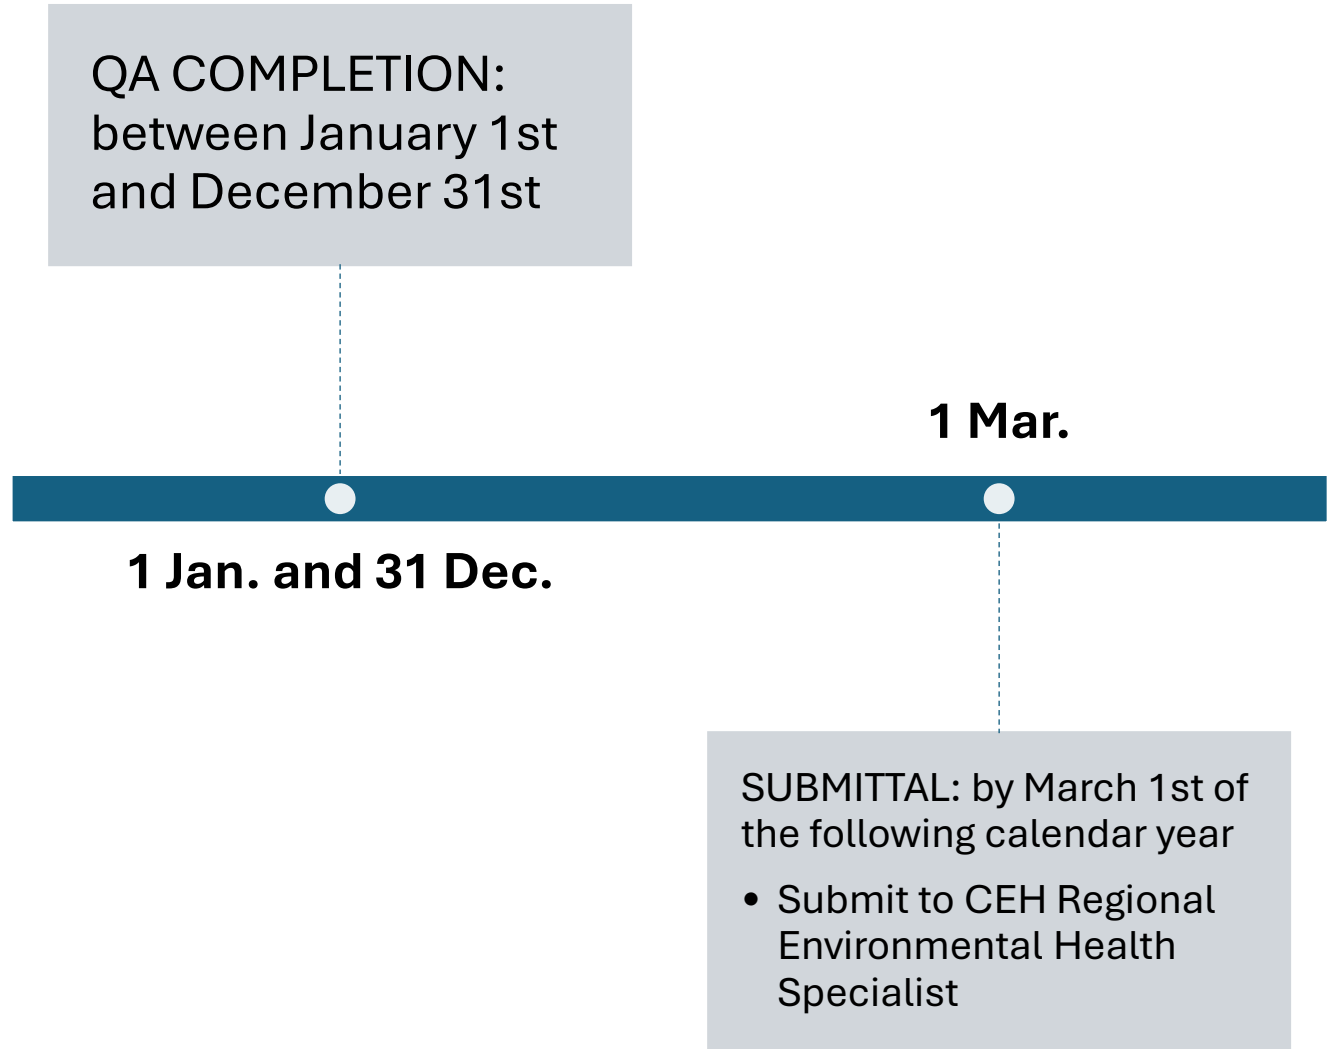 QA COMPLETION:
between January 1st
and December 31st
1 Mar.
1 Jan. and 31 Dec.
SUBMITTAL: by March 1st of
the following calendar year
• Submit to CEH Regional
Environmental Health
Specialist